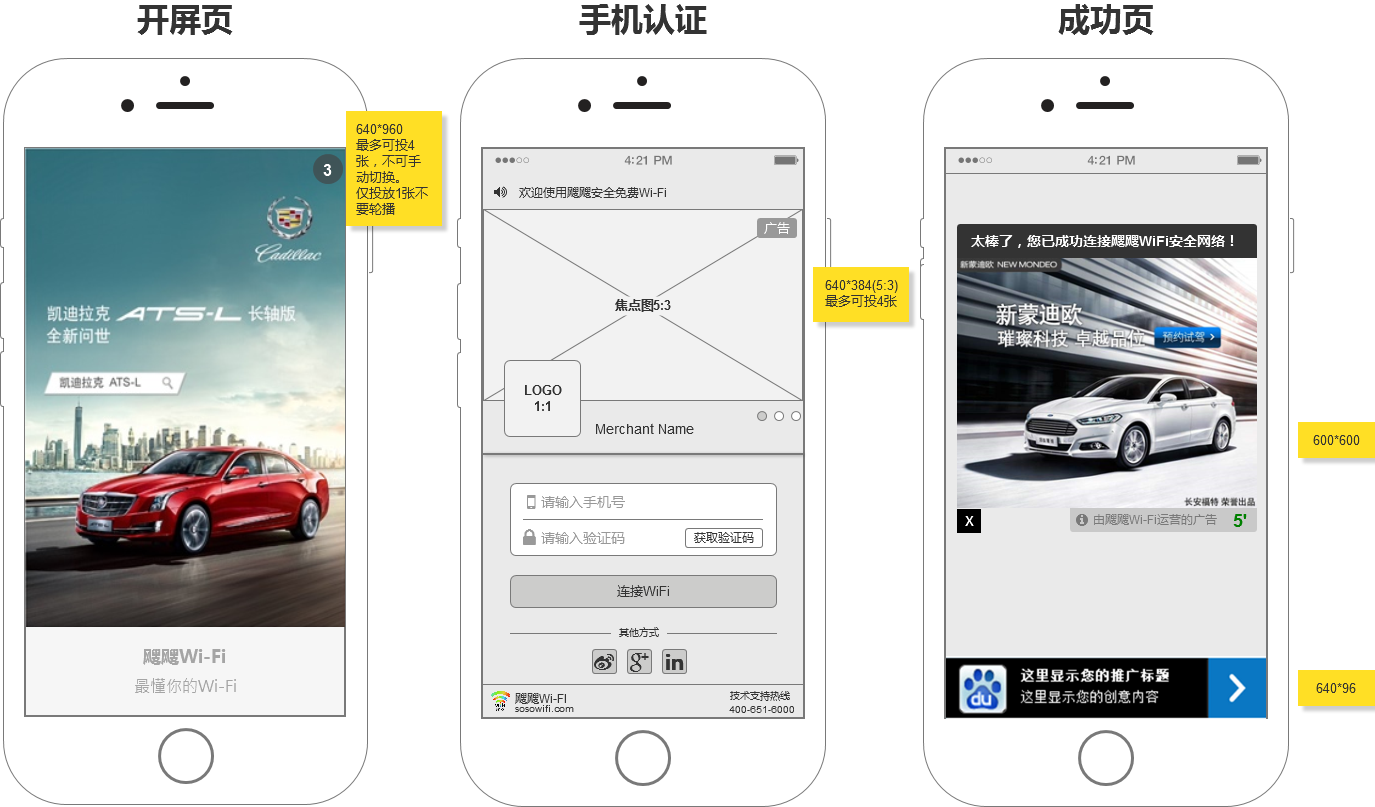 开屏页
手机认证
成功页
3
640*960
最多可投4
张，不可手
动切换。
仅投放1张不
要轮播
Cadillac
凯迪拉克 ATS-L 长轴版
全新问世
凯迪拉克 ATS-L
飕飕Wi-Fi
最懂你的Wi-Fi
4:21 PM
欢迎使用飕飕安全免费Wi-Fi
广告
焦点图5:3
640*384(5:3)
最多可投4张
LOGO
1:1
Merchant Name
请输入手机号
请输入验证码
获取验证码
连接WiFi
其他方式
g+
in
飕飕Wi-FI
sosowifi.com
技术支持热线
400-651-6000
4:21 PM
太棒了，您已成功连接飕飕WiFi安全网络！
新蒙迪欧 NEW MONDEO
新蒙迪欧
璀璨科技 卓越品位
预约试驾
长安福特 荣誉出品
X
由飕飕Wi-Fi运营的广告
5'
600*600
du
这里显示您的推广标题
这里显示您的创意内容
640*96